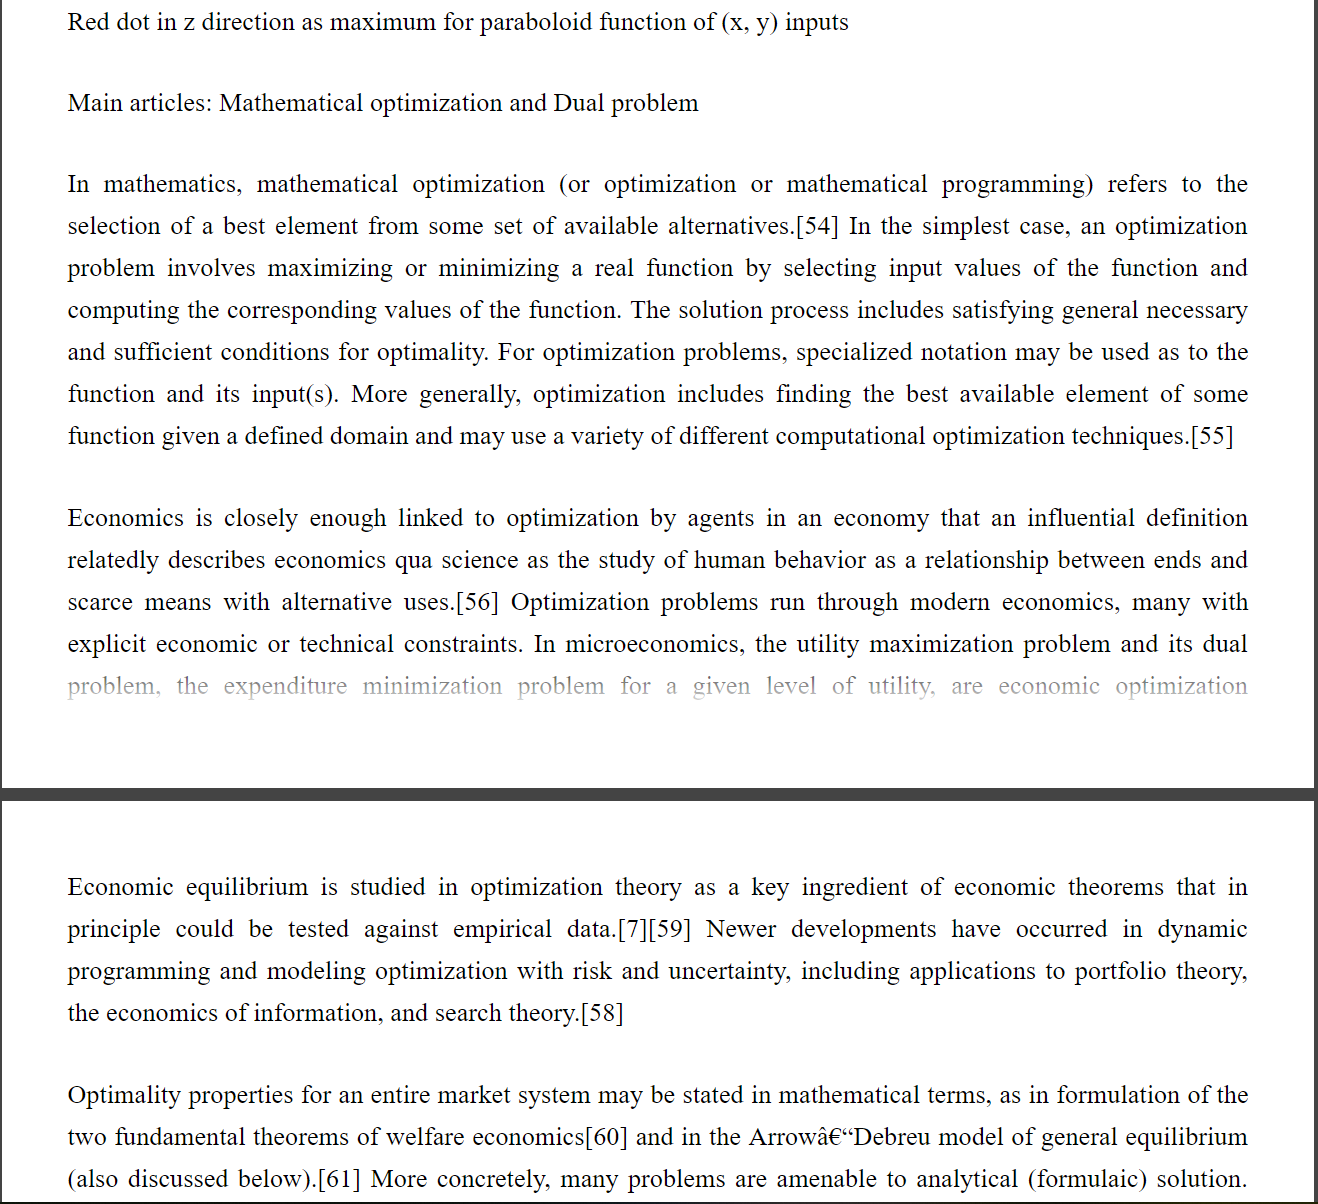 Red dot in z direction as maximum for paraboloid function of (x, y) inputs
Main articles: Mathematical optimization and Dual problem
In mathematics, mathematical optimization (or optimization or mathematical programming) refers to the
selection of a best element from some set of available alternatives.[54] In the simplest case, an optimization
problem involves maximizing or minimizing a real function by selecting input values of the function and
computing the corresponding values of the function. The solution process includes satisfying general necessary
and sufficient conditions for optimality. For optimization problems, specialized notation may be used as to the
function and its input(s). More generally, optimization includes finding the best available element of some
function given a defined domain and may use a variety of different computational optimization techniques.[55]
Economics is closely enough linked to optimization by agents in an economy that an influential definition
relatedly describes economics qua science as the study of human behavior as a relationship between ends and
scarce means with alternative uses.[56] Optimization problems run through modern economics, many with
explicit economic or technical constraints. In microeconomics, the utility maximization problem and its dual
problem, the expenditure minimization problem for a given level of utility, are economic optimization
Economic equilibrium is studied in optimization theory as a key ingredient of economic theorems that in
principle could be tested against empirical data.[7][59] Newer developments have occurred in dynamic
programming and modeling optimization with risk and uncertainty, including applications to portfolio theory,
the economics of information, and search theory.[58]
Optimality properties for an entire market system may be stated in mathematical terms, as in formulation of the
two fundamental theorems of welfare economics[60] and in the Arrowâ€“Debreu model of general equilibrium
(also discussed below).[61] More concretely, many problems are amenable to analytical (formulaic) solution.